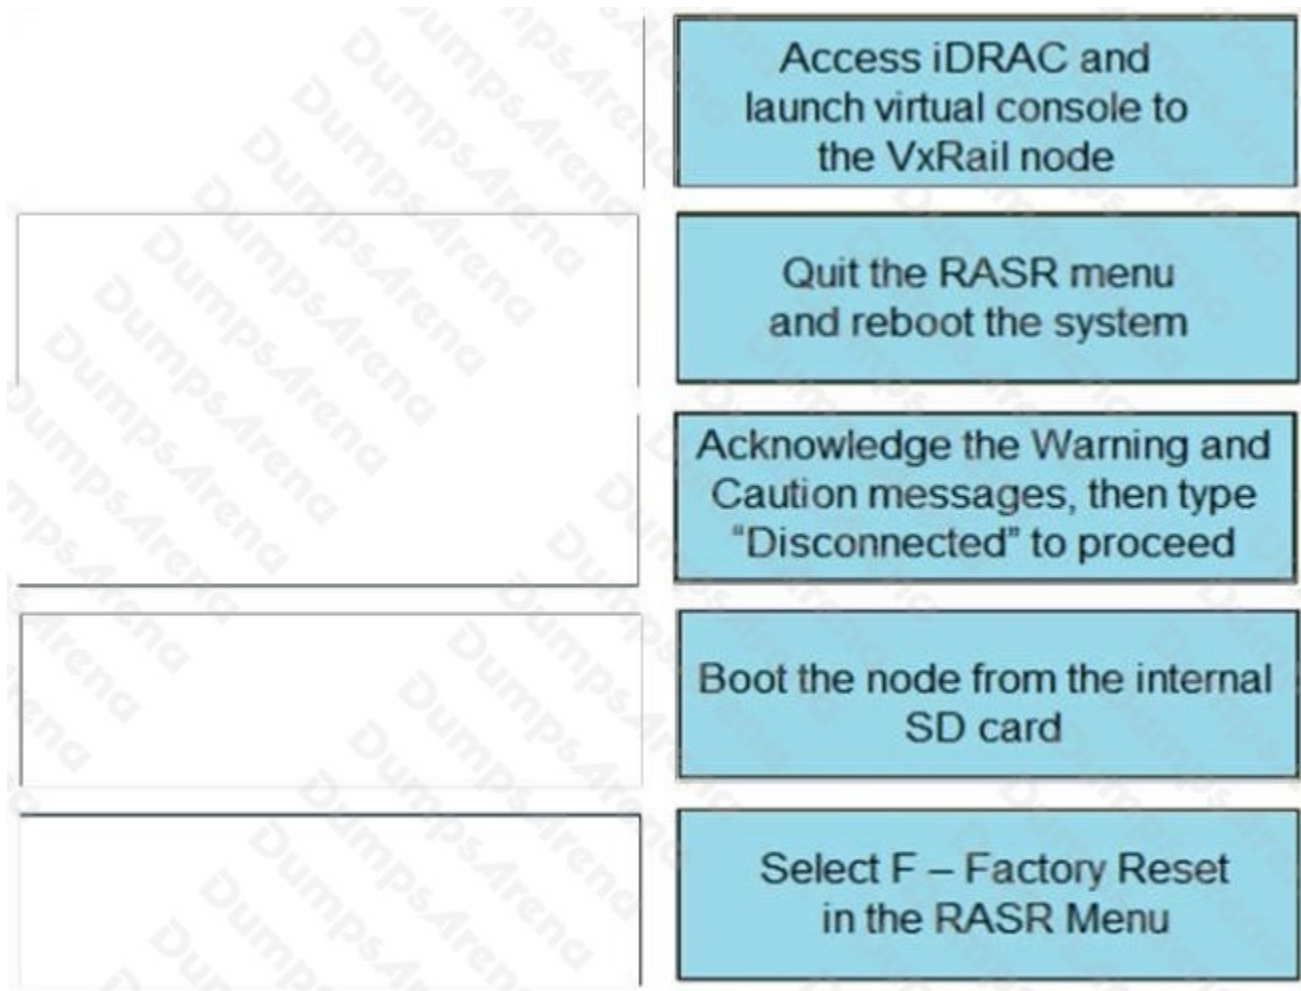 Access iDRAC and
launch virtual console to
the VxRail node
Quit the RASR menu
and reboot the system
Acknowledge the Warning and
Caution messages, then type
“Disconnected” to proceed
Boot the node from the internal
SD card
Select F – Factory Reset
in the RASR Menu
DumpsArena